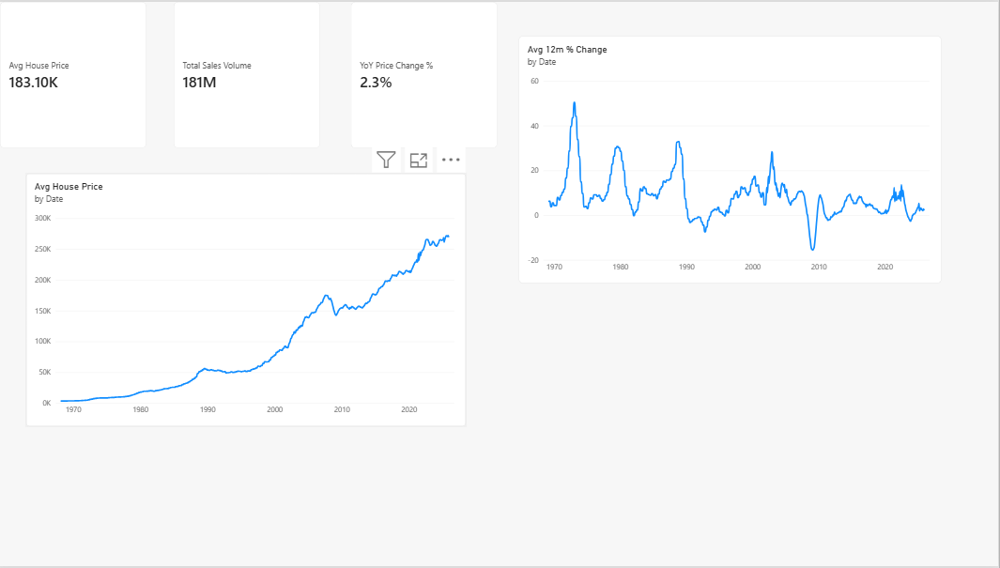 Avg House Price
183.10K
Total Sales Volume
181M
YoY Price Change %
2.3%
Avg 12m % Change
by Date
60
40
20
0
-20
1970
1980
1990
2000
2010
2020
Avg House Price
by Date
300K
250K
200K
150K
100K
50K
0K
1970
1980
1990
2000
2010
2020